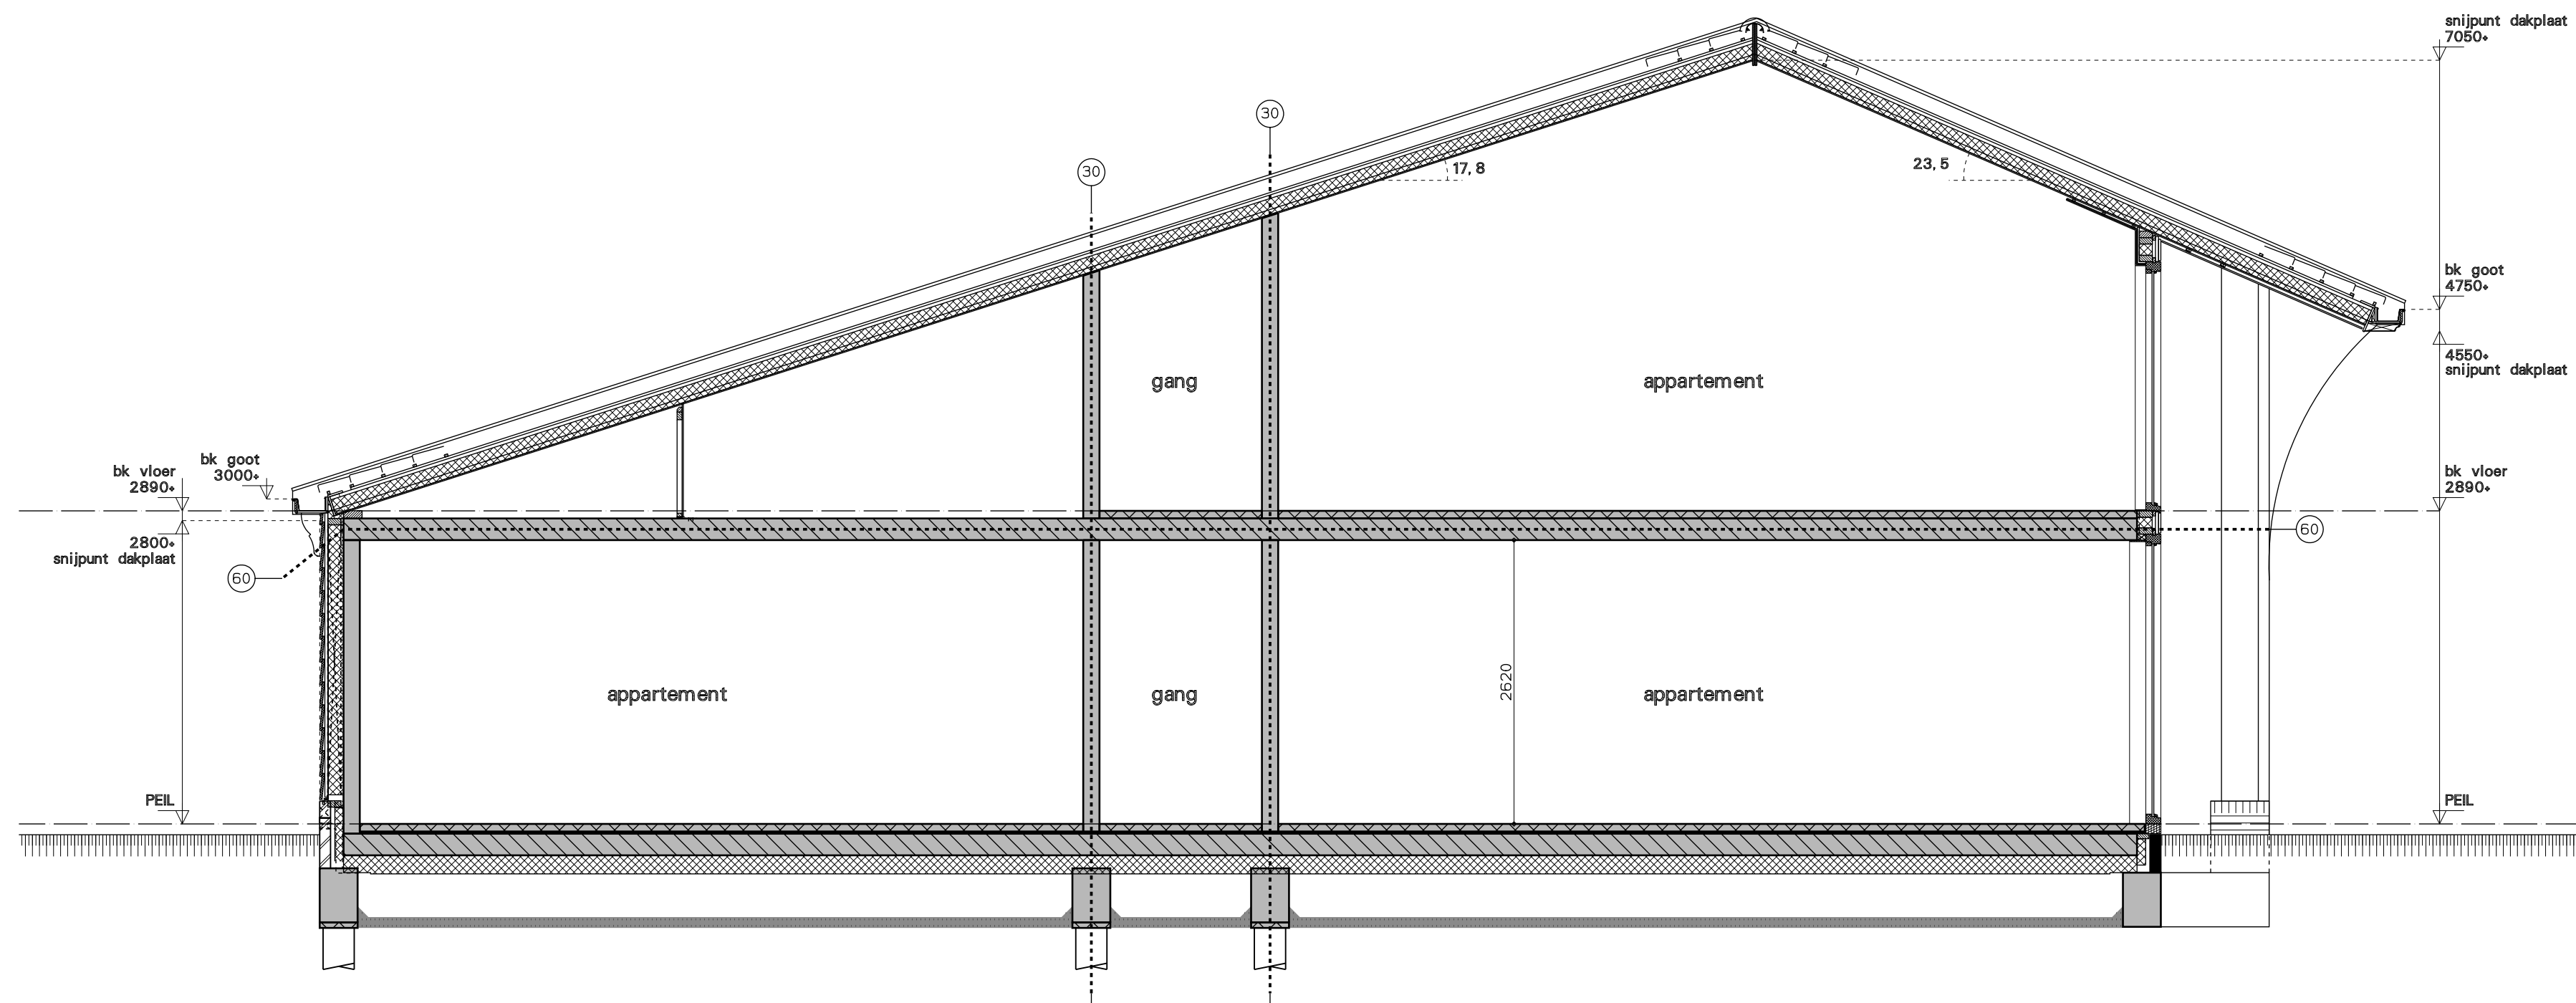 snijpunt dakplaat
7050+
30
30
17,8
23,5
bk goot
4750+
4550+
snijpunt dakplaat
gang
appartement
bk goot
3000+
bk vloer
2890+
bk vloer
2890+
2800+
snijpunt dakplaat
60
60
2620
appartement
gang
appartement
PEIL
PEIL